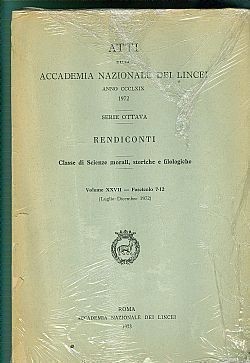 ATTI
DELLA
ACCADEMIA NAZIONALE DEI LINCEI
ANNO CCCLXIX
1972
SERIE OTTAVA
RENDICONTI
Classe di Scienze morali, storiche e filologiche
Volume XXVII — Fascicolo 7-12
(Luglio-Dicembre 1972)
ROMA
ACCADEMIA NAZIONALE DEI LINCEI
1973